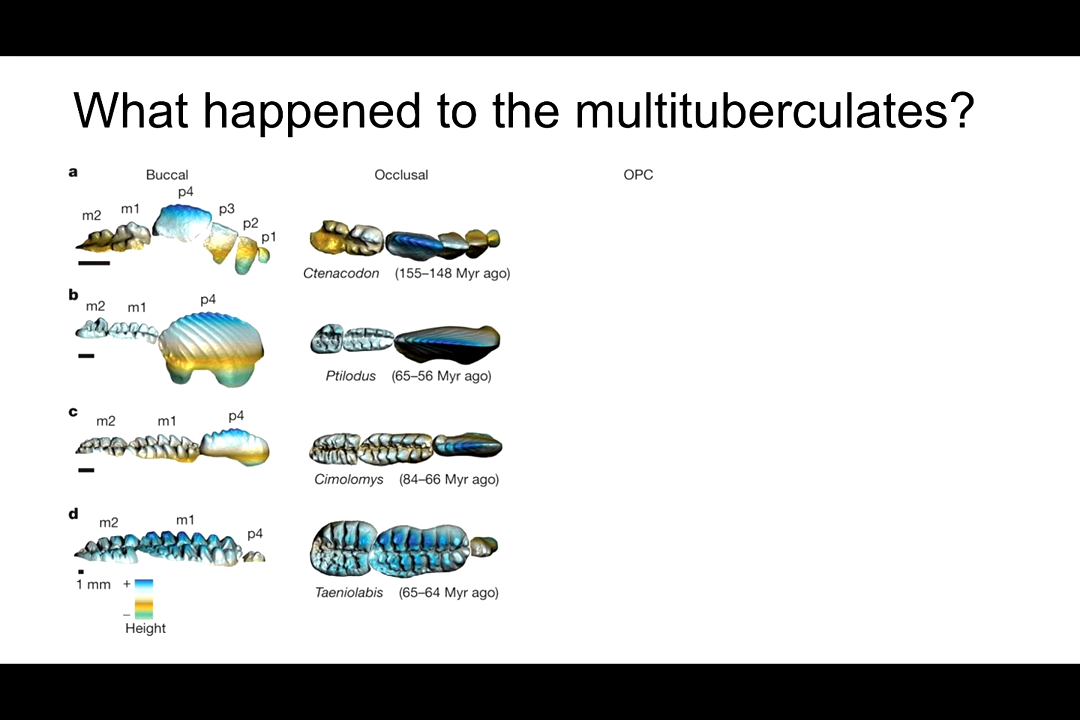 What happened to the multituberculates?
a Buccal Occlusal OPC
p4
m2 m1 p3
p2
p1
Ctenacodon (155–148 Myr ago)
b
m2 m1 p4
Ptilodus (65–56 Myr ago)
c
m2 m1 p4
Cimolomys (84–66 Myr ago)
d
m2 m1 p4
1 mm + –
Height
Taeniolabis (65–64 Myr ago)